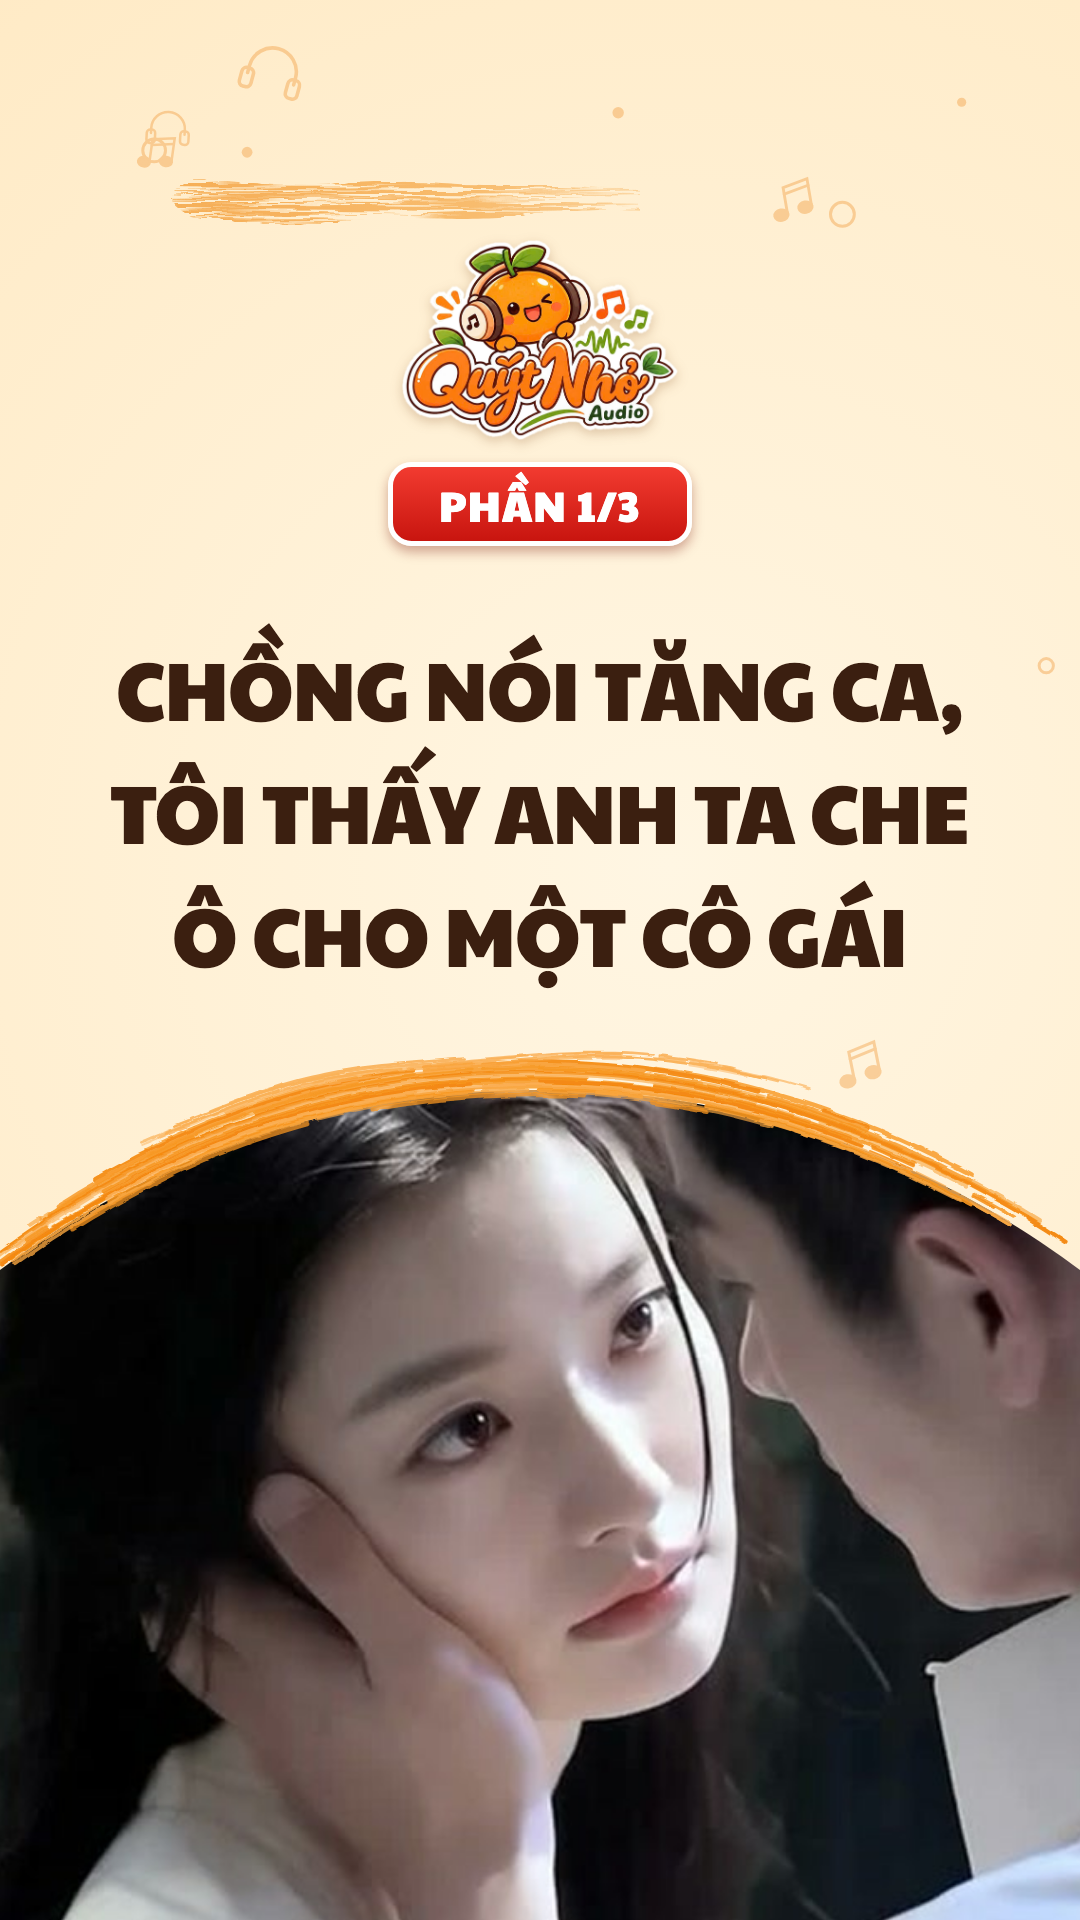 Quýt Nhỏ
Audio
PHẦN 1/3
CHỒNG NÓI TĂNG CA,
TÔI THẤY ANH TA CHE
Ô CHO MỘT CÔ GÁI